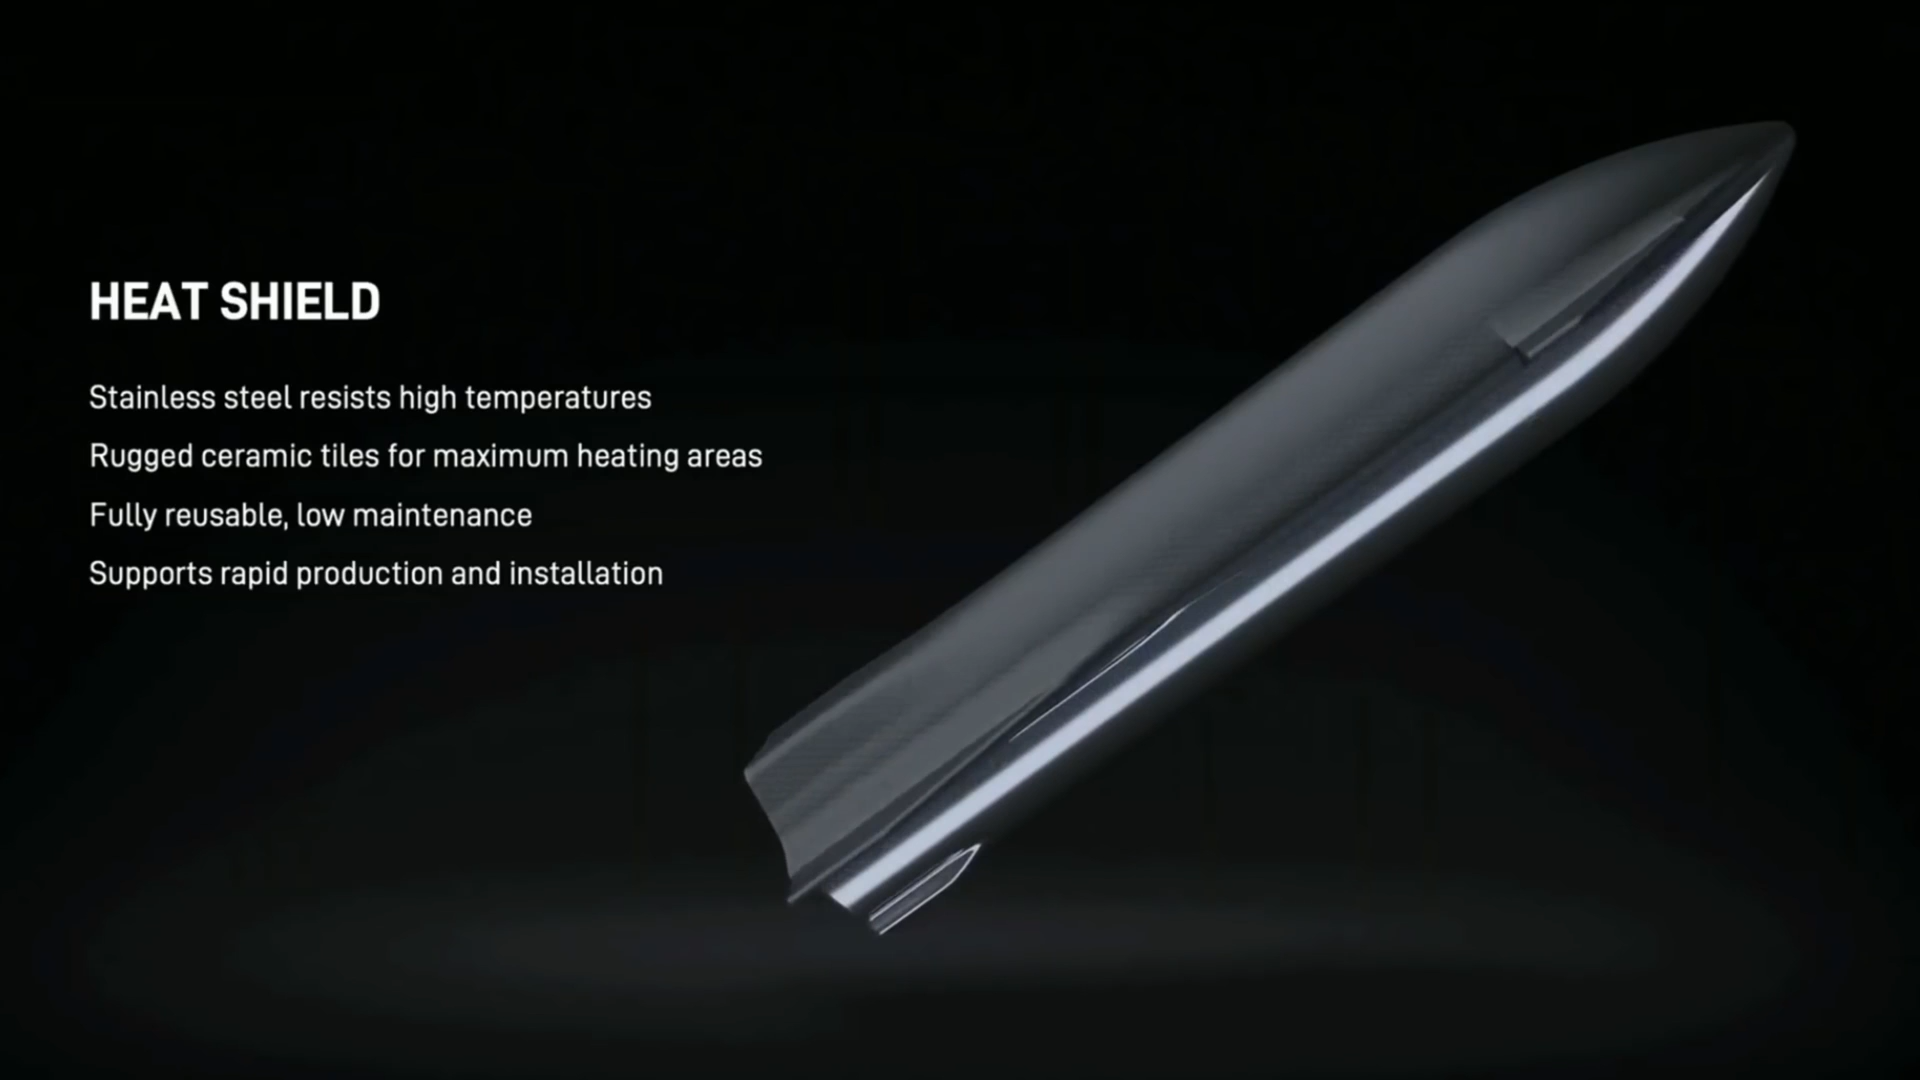 HEAT SHIELD
Stainless steel resists high temperatures
Rugged ceramic tiles for maximum heating areas
Fully reusable, low maintenance
Supports rapid production and installation